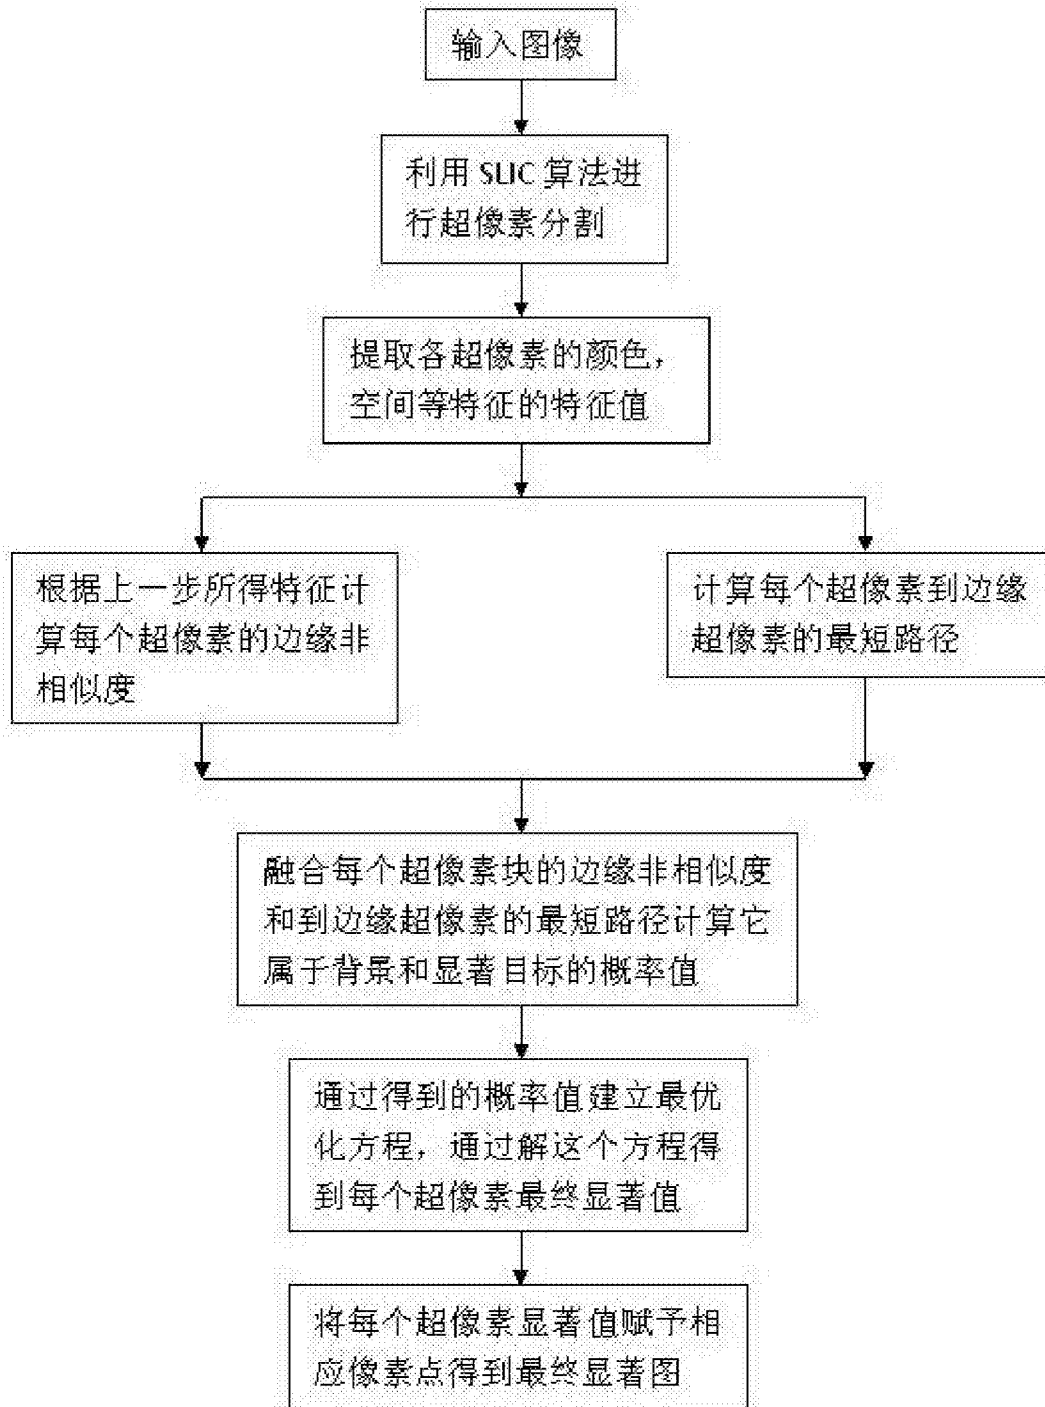 输入图像
利用 SLIC 算法进
行超像素分割
提取各超像素的颜色，
空间等特征的特征值
根据上一步所得特征计
算每个超像素的边缘非
相似度
计算每个超像素到边缘
超像素的最短路径
融合每个超像素块的边缘非相似度
和到边缘超像素的最短路径计算它
属于背景和显著目标的概率值
通过得到的概率值建立最优
化方程，通过解这个方程得
到每个超像素最终显著值
将每个超像素显著值赋予相
应像素点得到最终显著图